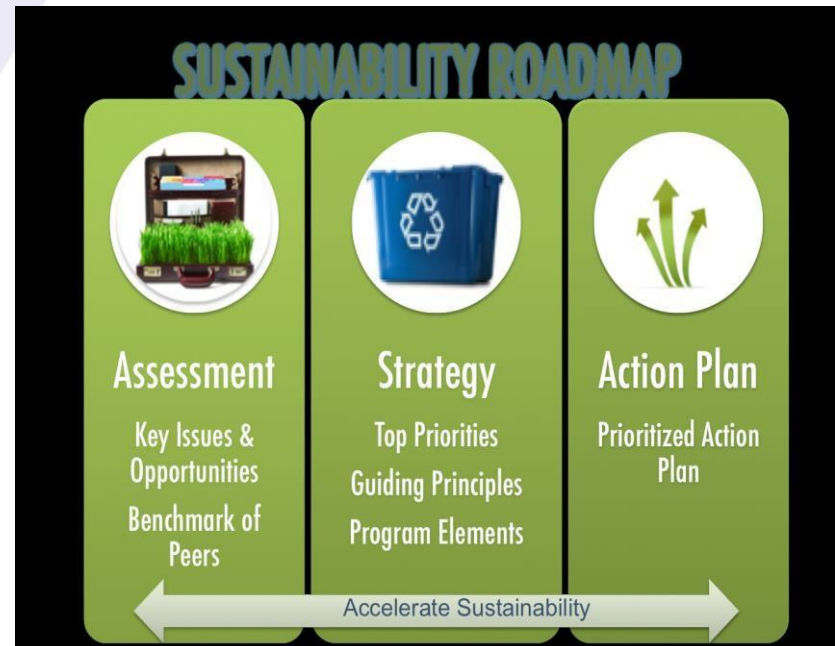 SUSTAINABILITY ROADMAP
Assessment
Key Issues &
Opportunities
Benchmark of
Peers
Strategy
Top Priorities
Guiding Principles
Program Elements
Action Plan
Prioritized Action
Plan
Accelerate Sustainability